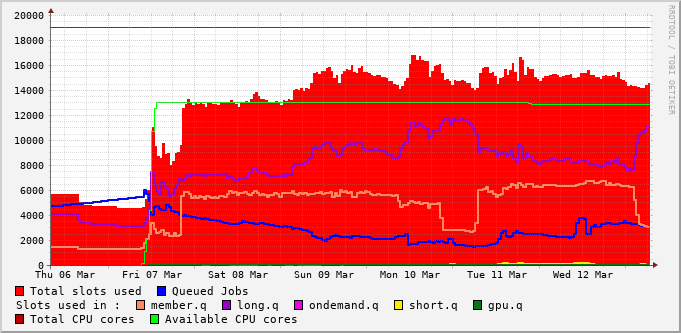 20000
18000
16000
14000
12000
10000
8000
6000
4000
2000
0
Thu 06 Mar Fri 07 Mar Sat 08 Mar Sun 09 Mar Mon 10 Mar Tue 11 Mar Wed 12 Mar
Total slots used Queued Jobs
Slots used in : member.q long.q ondemand.q short.q gpu.q
Total CPU cores Available CPU cores
RRDTOOL / TOBI OETIKER